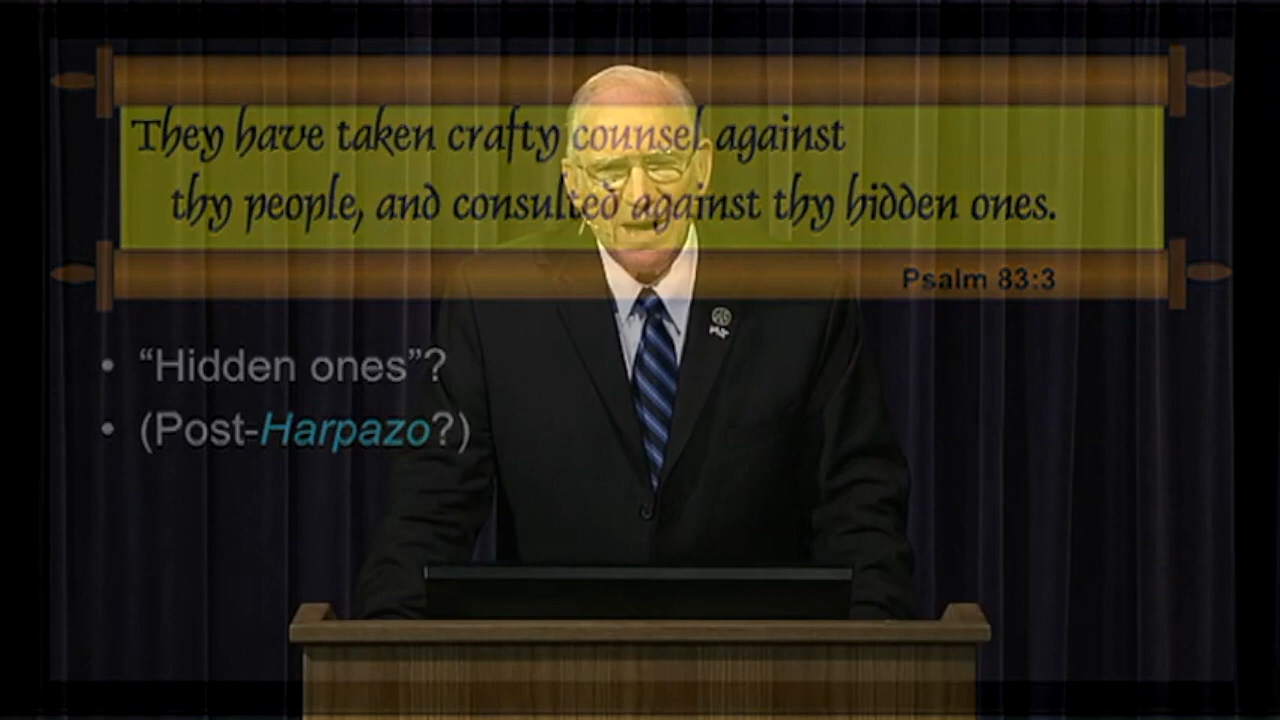 They have taken crafty counsel against
thy people, and consulted against thy hidden ones.
Psalm 83:3
• “Hidden ones”?
• (Post-Harpazo?)